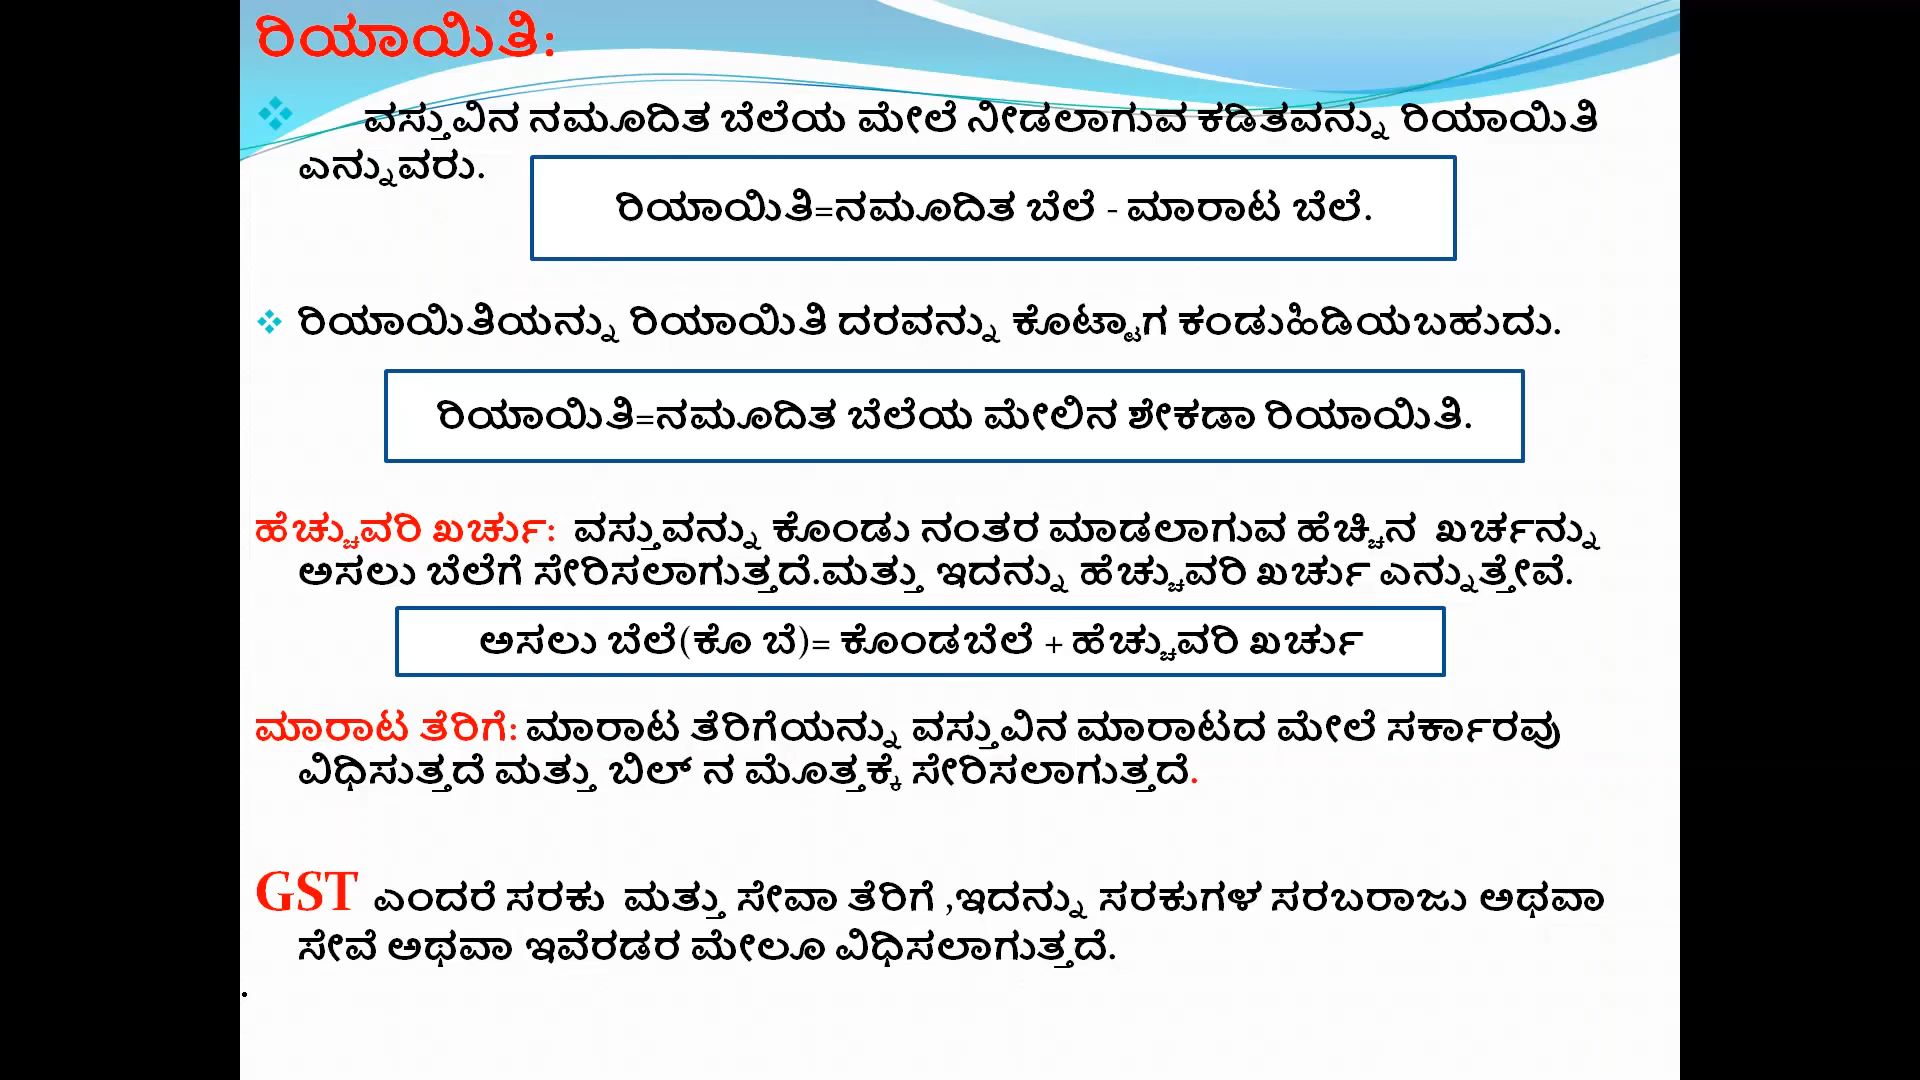 ರಿಯಾಯಿತಿ:
ವಸ್ತುವಿನ ನಮೂದಿತ ಬೆಲೆಯ ಮೇಲೆ ನೀಡಲಾಗುವ ಕಡಿತವನ್ನು ರಿಯಾಯಿತಿ
ಎನ್ನುವರು.
ರಿಯಾಯಿತಿ=ನಮೂದಿತ ಬೆಲೆ - ಮಾರಾಟ ಬೆಲೆ.
ರಿಯಾಯಿತಿಯನ್ನು ರಿಯಾಯಿತಿ ದರವನ್ನು ಕೊಟ್ಟಾಗ ಕಂಡುಹಿಡಿಯಬಹುದು.
ರಿಯಾಯಿತಿ=ನಮೂದಿತ ಬೆಲೆಯ ಮೇಲಿನ ಶೇಕಡಾ ರಿಯಾಯಿತಿ.
ಹೆಚ್ಚುವರಿ ಖರ್ಚು: ವಸ್ತುವನ್ನು ಕೊಂಡು ನಂತರ ಮಾಡಲಾಗುವ ಹೆಚ್ಚಿನ ಖರ್ಚನ್ನು
ಅಸಲು ಬೆಲೆಗೆ ಸೇರಿಸಲಾಗುತ್ತದೆ.ಮತ್ತು ಇದನ್ನು ಹೆಚ್ಚುವರಿ ಖರ್ಚು ಎನ್ನುತ್ತೇವೆ.
ಅಸಲು ಬೆಲೆ(ಕೊ ಬೆ)= ಕೊಂಡಬೆಲೆ + ಹೆಚ್ಚುವರಿ ಖರ್ಚು
ಮಾರಾಟ ತೆರಿಗೆ: ಮಾರಾಟ ತೆರಿಗೆಯನ್ನು ವಸ್ತುವಿನ ಮಾರಾಟದ ಮೇಲೆ ಸರ್ಕಾರವು
ವಿಧಿಸುತ್ತದೆ ಮತ್ತು ಬಿಲ್ ನ ಮೊತ್ತಕ್ಕೆ ಸೇರಿಸಲಾಗುತ್ತದೆ.
GST ಎಂದರೆ ಸರಕು ಮತ್ತು ಸೇವಾ ತೆರಿಗೆ ,ಇದನ್ನು ಸರಕುಗಳ ಸರಬರಾಜು ಅಥವಾ
ಸೇವೆ ಅಥವಾ ಇವೆರಡರ ಮೇಲೂ ವಿಧಿಸಲಾಗುತ್ತದೆ.
.